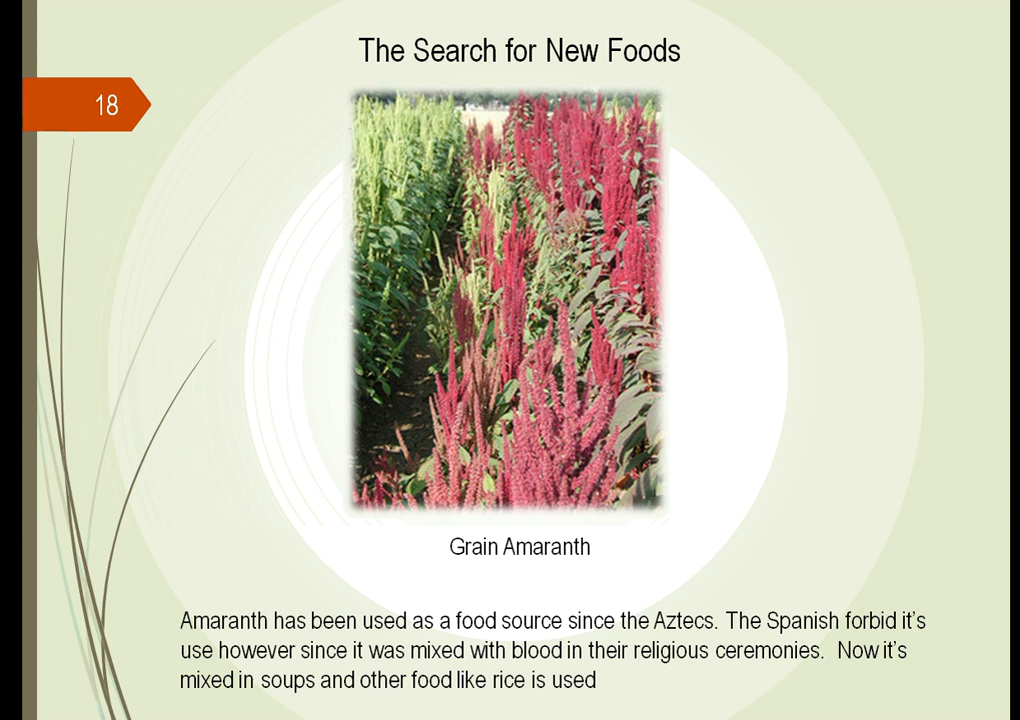 The Search for New Foods
18
Grain Amaranth
Amaranth has been used as a food source since the Aztecs. The Spanish forbid it's
use however since it was mixed with blood in their religious ceremonies. Now it's
mixed in soups and other food like rice is used